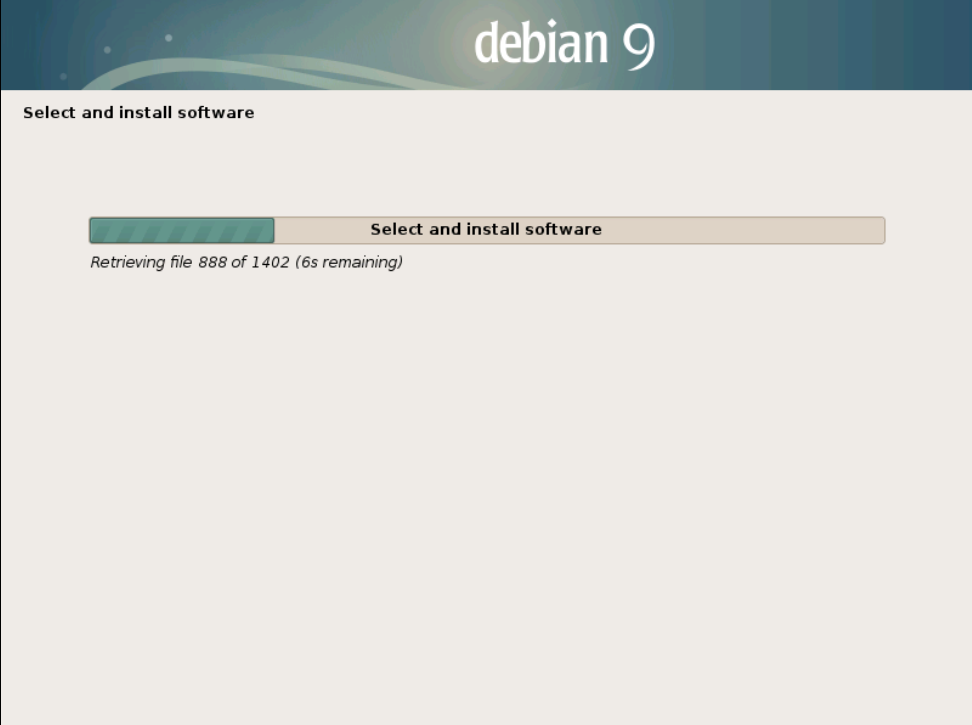 debian 9
Select and install software
Select and install software
Retrieving file 888 of 1402 (6s remaining)